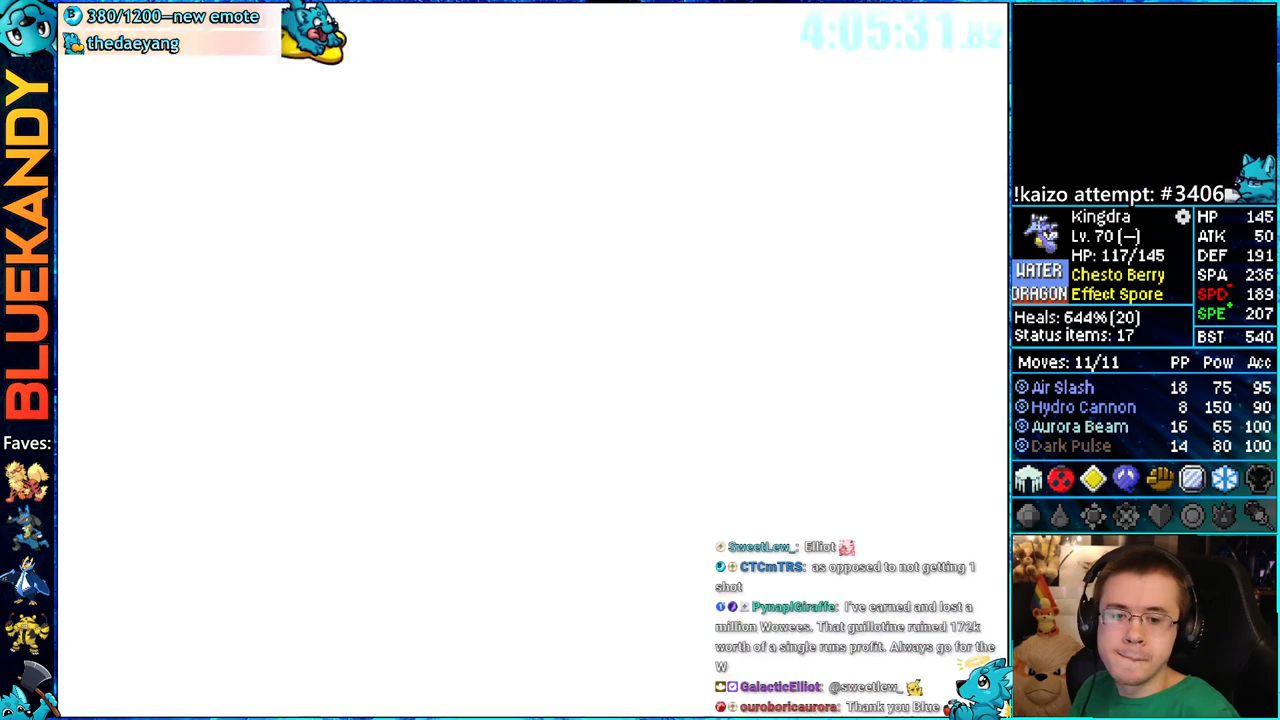 380/1200—new emote
thedaeyang
4:05:31.82
BLUEKANDY
Faves:
!kaizo attempt: #3406
Kingdra
Lv. 70 (—)
HP: 117/145
WATER
DRAGON
Chesto Berry
Effect Spore
Heals: 644% (20)
Status items: 17
HP 145
ATK 50
DEF 191
SPA 236
SPD 189
SPE 207
BST 540
Moves: 11/11 PP Pow Acc
Air Slash 18 75 95
Hydro Cannon 8 150 90
Aurora Beam 16 65 100
Dark Pulse 14 80 100
SweetLew_: Elliot
CTCmTRS: as opposed to not getting 1
shot
PynaplGiraffe: I've earned and lost a
million Wowees. That guillotine ruined 172k
worth of a single runs profit. Always go for the
W
GalacticElliot: @sweetlew_
ouroboricaurora: Thank you Blue